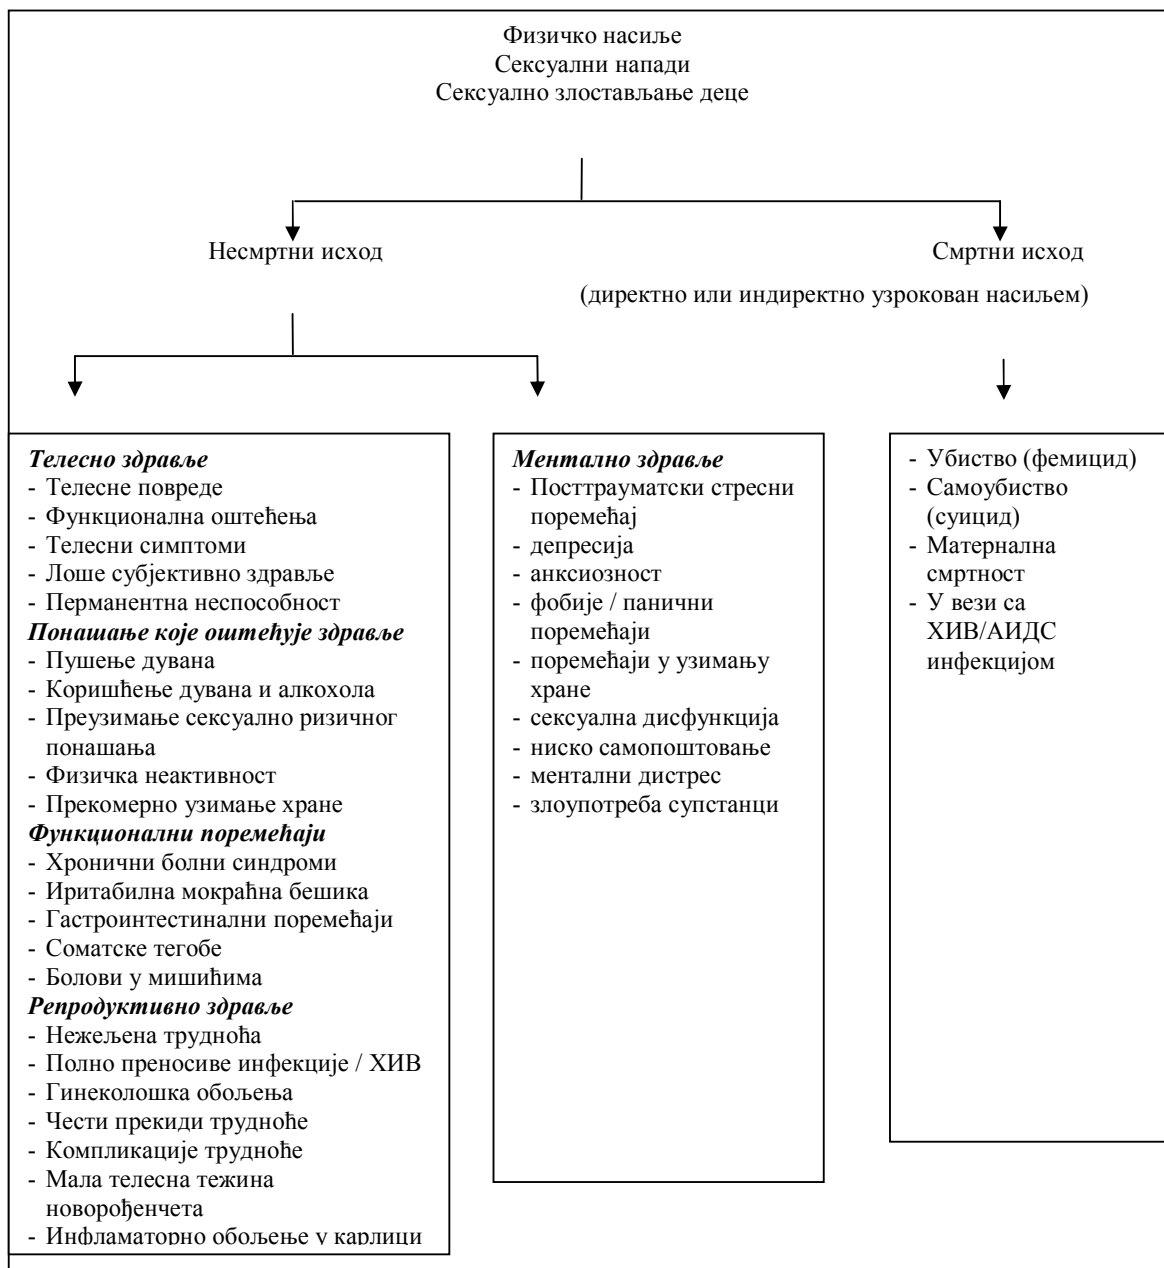 Физичко насиље
Сексуални напади
Сексуално злостављање деце
Несмртни исход
Смртни исход
(директно или индиректно узрокован насиљем)
Телесно здравље
- Телесне повреде
- Функционална оштећења
- Телесни симптоми
- Лоше субјективно здравље
- Перманентна неспособност
Понашање које оштећује здравље
- Пушење дувана
- Коришћење дувана и алкохола
- Преузимање сексуално ризичног
понашања
- Физичка неактивност
- Прекомерно узимање хране
Функционални поремећаји
- Хронични болни синдроми
- Иритабилна мокраћна бешика
- Гастроинтестинални поремећаји
- Соматске тегобе
- Болови у мишићима
Репродуктивно здравље
- Нежељена трудноћа
- Полно преносиве инфекције / ХИВ
- Гинеколошка обољења
- Чести прекиди трудноће
- Компликације трудноће
- Мала телесна тежина
новорођенчета
- Инфламаторно обољење у карлици
Ментално здравље
- Посттрауматски стресни
поремећај
- депресија
- анксиозност
- фобије / панични
поремећаји
- поремећаји у узимању
хране
- сексуална дисфункција
- ниско самопоштовање
- ментални дистрес
- злоупотреба супстанци
- Убиство (фемицид)
- Самоубиство
(суицид)
- Матернална
смртност
- У вези са
ХИВ/АИДС
инфекцијом